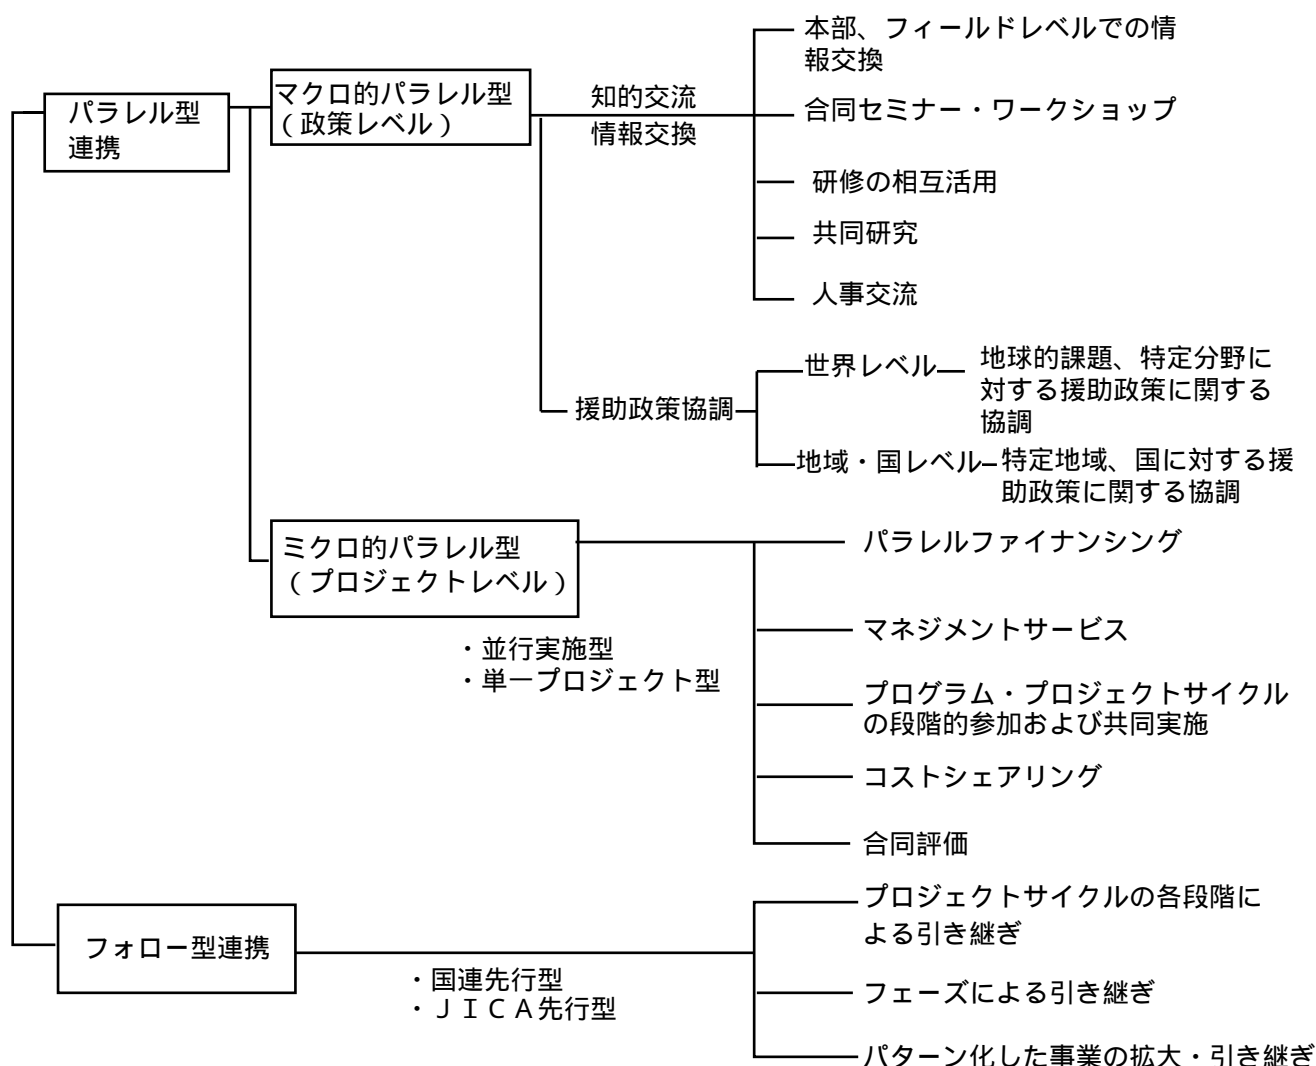 パラレル型
連携
マクロ的パラレル型
（政策レベル）
知的交流
情報交換
本部、フィールドレベルでの情
報交換
合同セミナー・ワークショップ
研修の相互活用
共同研究
人事交流
援助政策協調
世界レベル
地球的課題、特定分野に
対する援助政策に関する
協調
地域・国レベル
特定地域、国に対する援
助政策に関する協調
ミクロ的パラレル型
（プロジェクトレベル）
・並行実施型
・単一プロジェクト型
パラレルファイナンシング
マネジメントサービス
プログラム・プロジェクトサイクル
の段階的参加および共同実施
コストシェアリング
合同評価
フォロー型連携
・国連先行型
・ＪＩＣＡ先行型
プロジェクトサイクルの各段階に
よる引き継ぎ
フェーズによる引き継ぎ
パターン化した事業の拡大・引き継ぎ